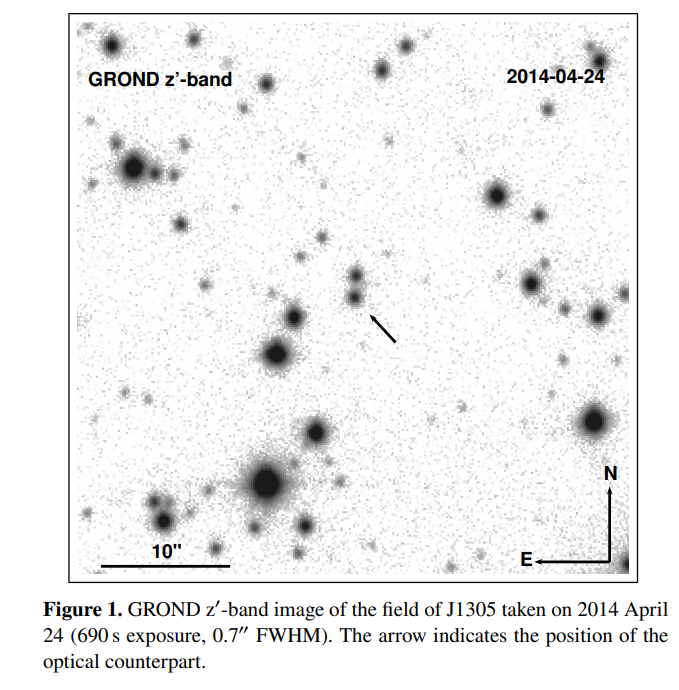 GROND z'-band
2014-04-24
N
10"
E
Figure 1. GROND z′-band image of the field of J1305 taken on 2014 April
24 (690 s exposure, 0.7″ FWHM). The arrow indicates the position of the
optical counterpart.